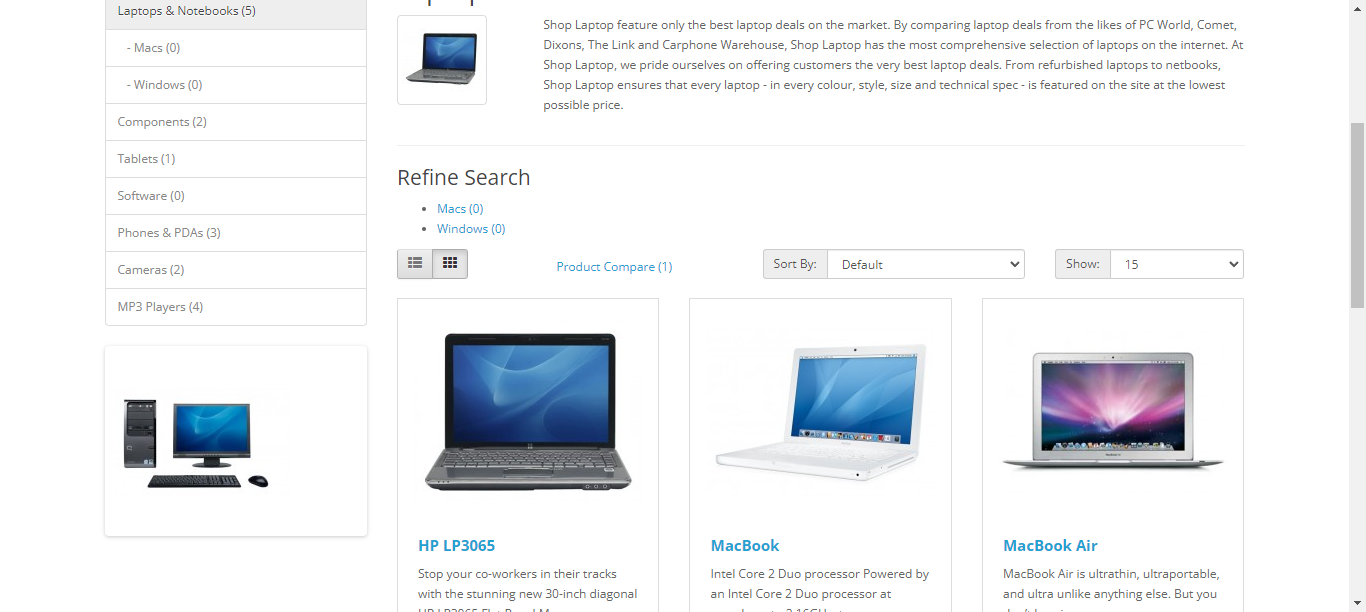 Laptops & Notebooks (5)
- Macs (0)
- Windows (0)
Components (2)
Tablets (1)
Software (0)
Phones & PDAs (3)
Cameras (2)
MP3 Players (4)
Shop Laptop feature only the best laptop deals on the market. By comparing laptop deals from the likes of PC World, Comet,
Dixons, The Link and Carphone Warehouse, Shop Laptop has the most comprehensive selection of laptops on the internet. At
Shop Laptop, we pride ourselves on offering customers the very best laptop deals. From refurbished laptops to netbooks,
Shop Laptop ensures that every laptop - in every colour, style, size and technical spec - is featured on the site at the lowest
possible price.
Refine Search
Macs (0)
Windows (0)
Product Compare (1)
Sort By: Default
Show: 15
HP LP3065
Stop your co-workers in their tracks
with the stunning new 30-inch diagonal
MacBook
Intel Core 2 Duo processor Powered by
an Intel Core 2 Duo processor at
MacBook Air
MacBook Air is ultrathin, ultraportable,
and ultra unlike anything else. But you